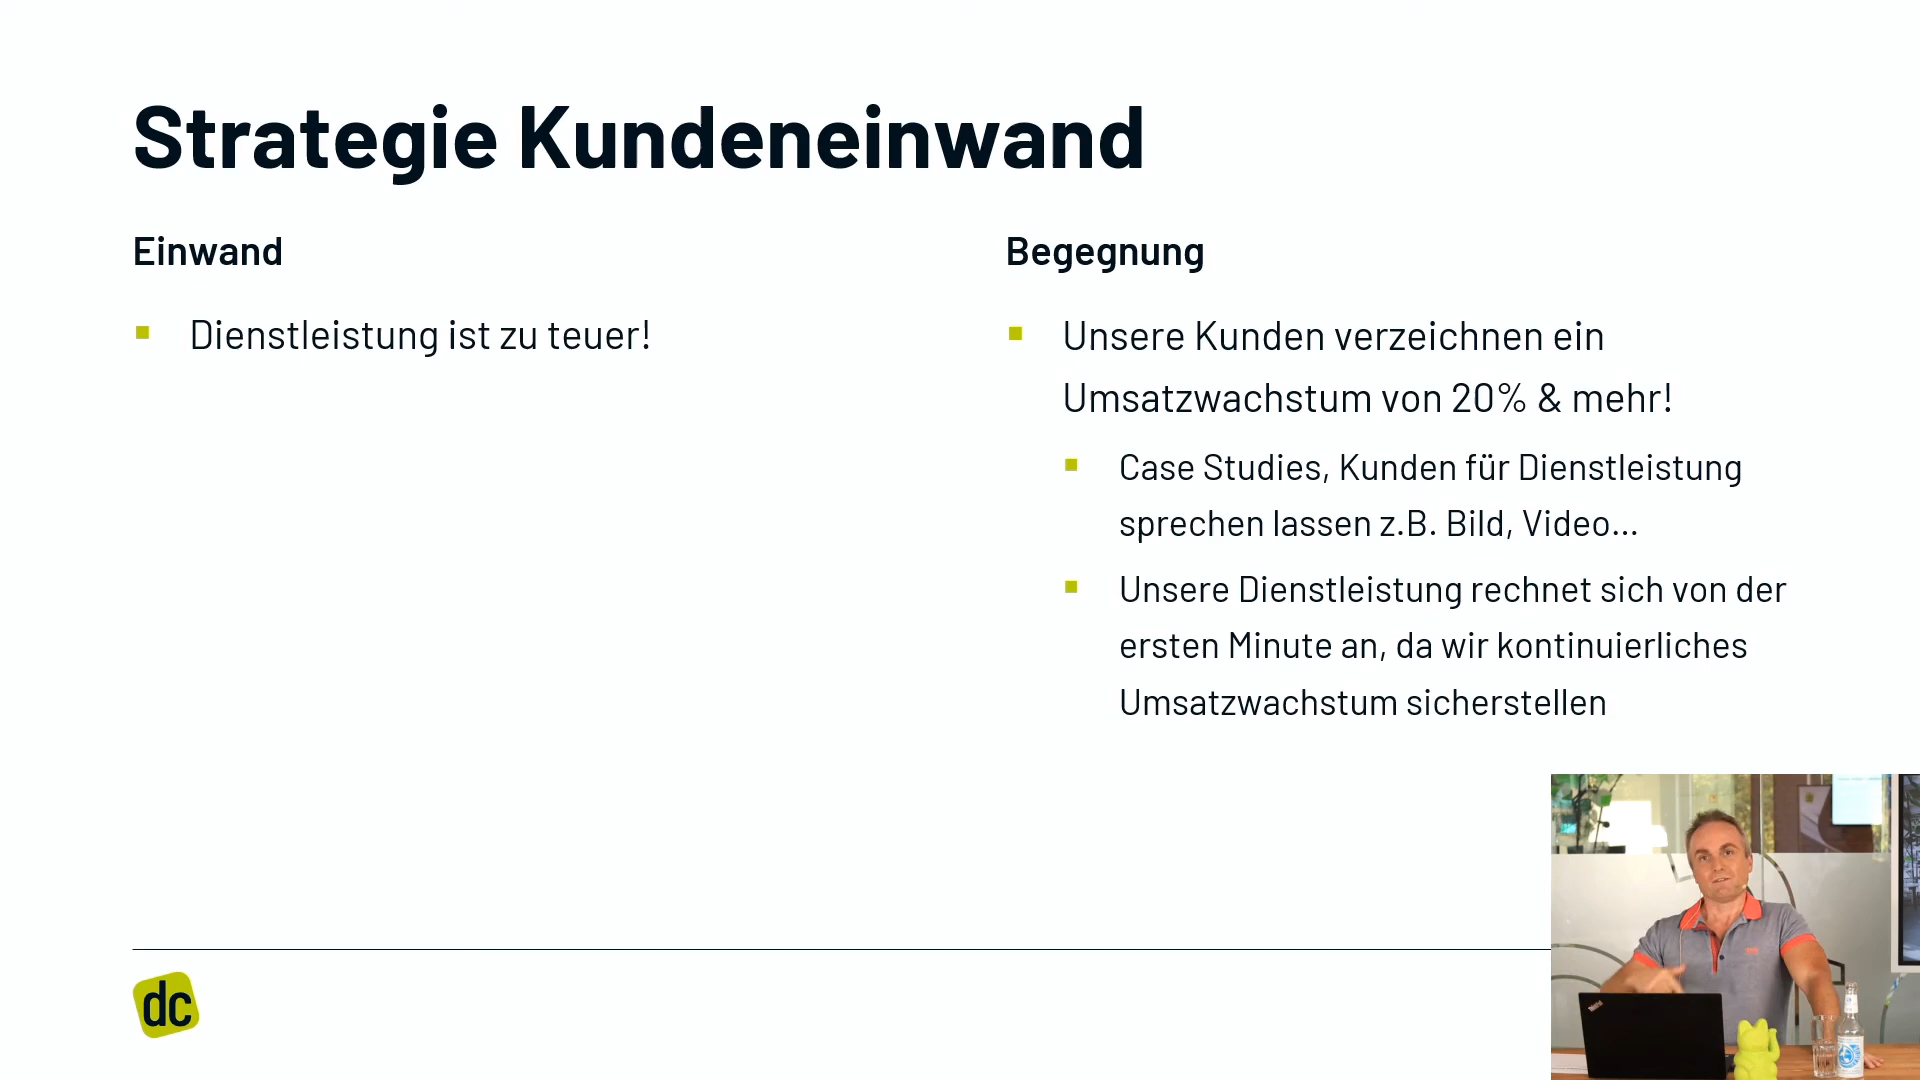 Strategie Kundeneinwand
Einwand
Dienstleistung ist zu teuer!
Begegnung
Unsere Kunden verzeichnen ein
Umsatzwachstum von 20% & mehr!
Case Studies, Kunden für Dienstleistung
sprechen lassen z.B. Bild, Video...
Unsere Dienstleistung rechnet sich von der
ersten Minute an, da wir kontinuierliches
Umsatzwachstum sicherstellen
dc